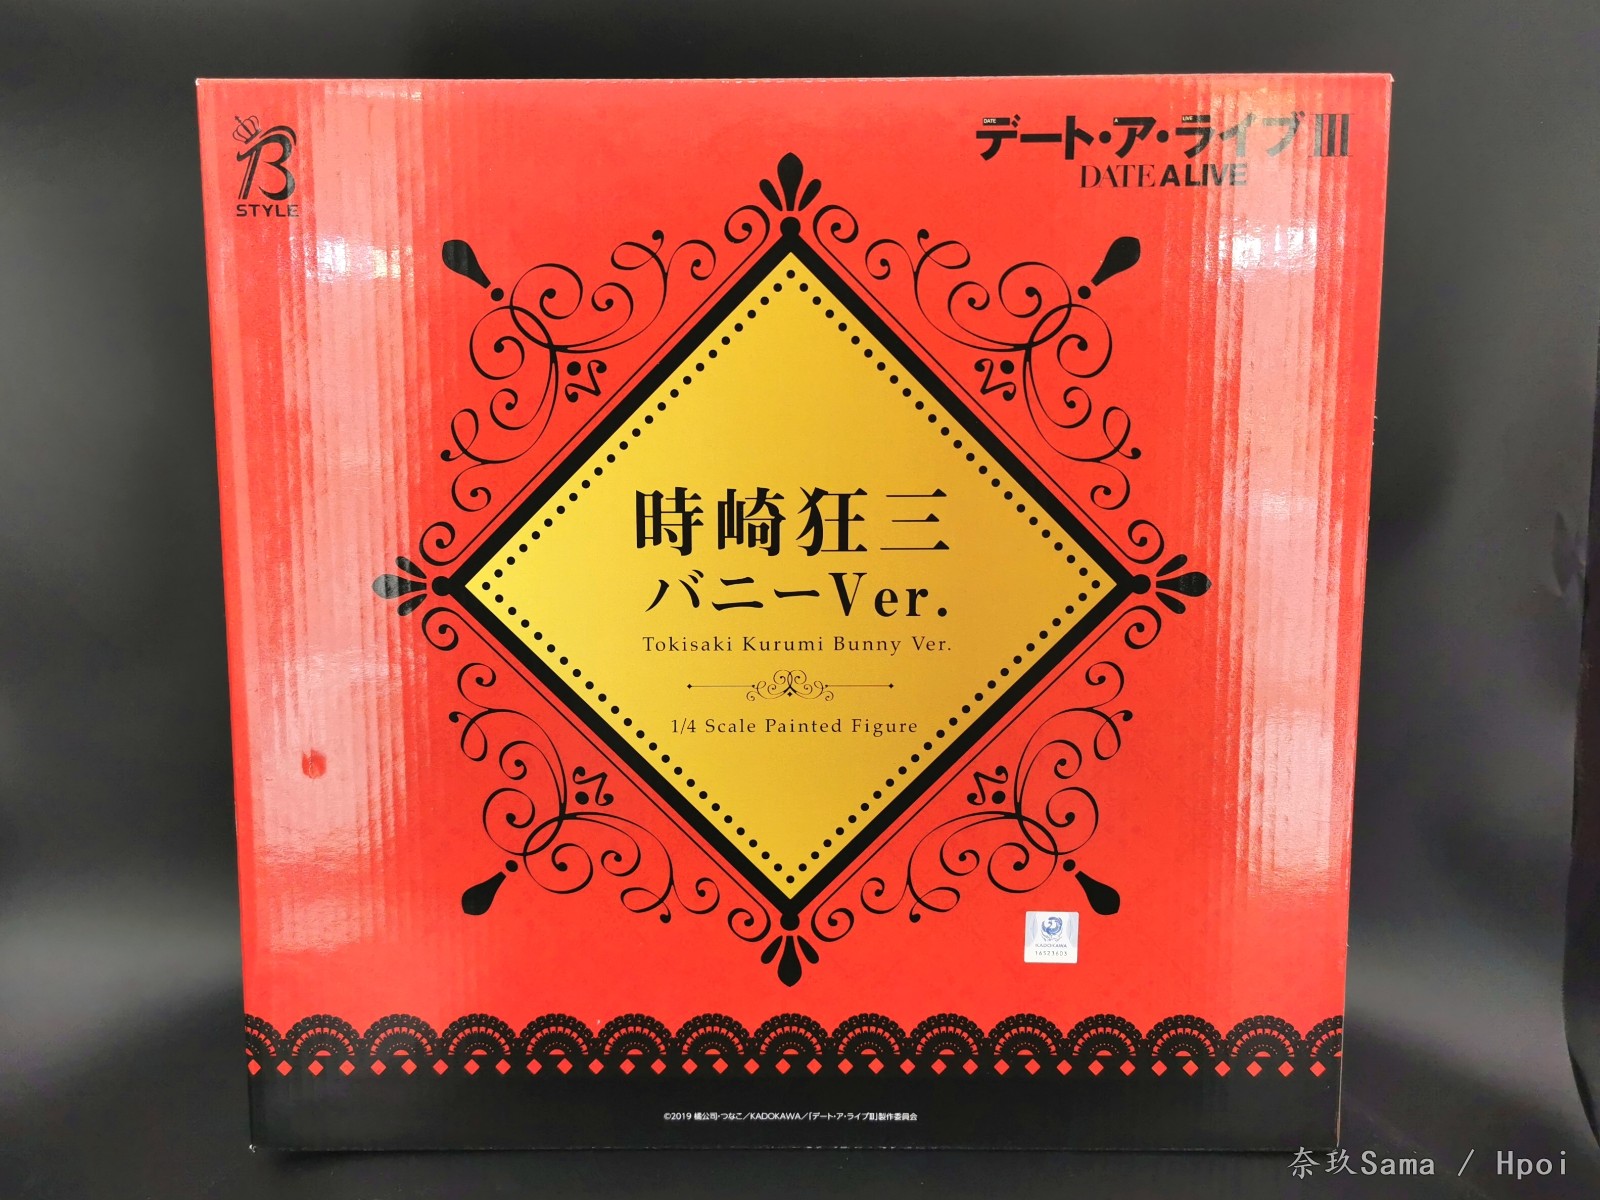 B
STYLE
DATE A LIVE
デート・ア・ライブIII
DATE A LIVE
時崎狂三
バニーVer.
Tokisaki Kurumi Bunny Ver.
1/4 Scale Painted Figure
KADOKAWA
©2019 橘公司・つなこ／KADOKAWA／「デート・ア・ライブIII」製作委員会
奈玖Sama / Hpoi